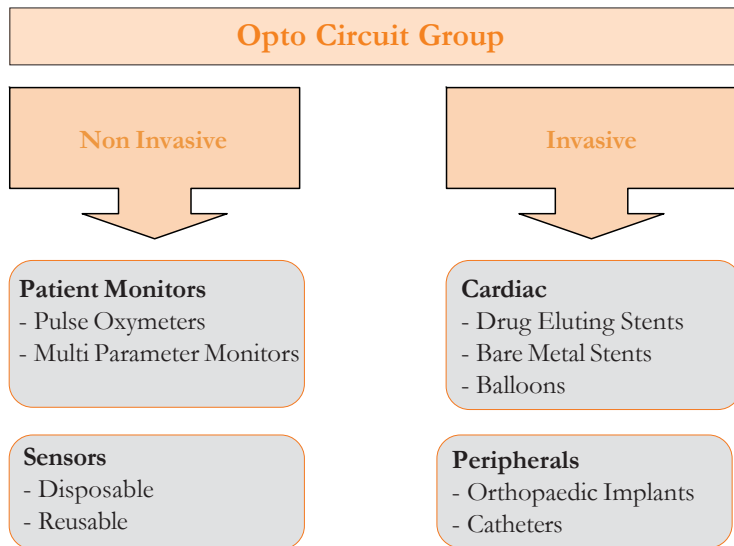 Opto Circuit Group
Non Invasive
Invasive
Patient Monitors
- Pulse Oxymeters
- Multi Parameter Monitors
Cardiac
- Drug Eluting Stents
- Bare Metal Stents
- Balloons
Sensors
- Disposable
- Reusable
Peripherals
- Orthopaedic Implants
- Catheters